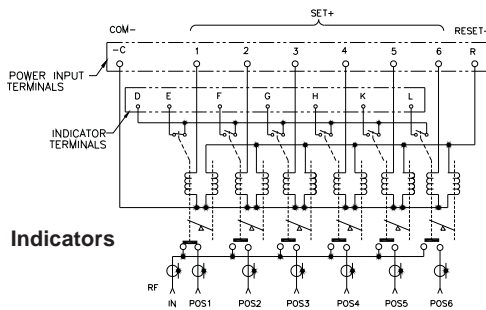 SET+
COM- RESET-
-C 1 2 3 4 5 6 R
POWER INPUT
TERMINALS
D E F G H K L
INDICATOR
TERMINALS
Indicators
RF
IN POS1 POS2 POS3 POS4 POS5 POS6